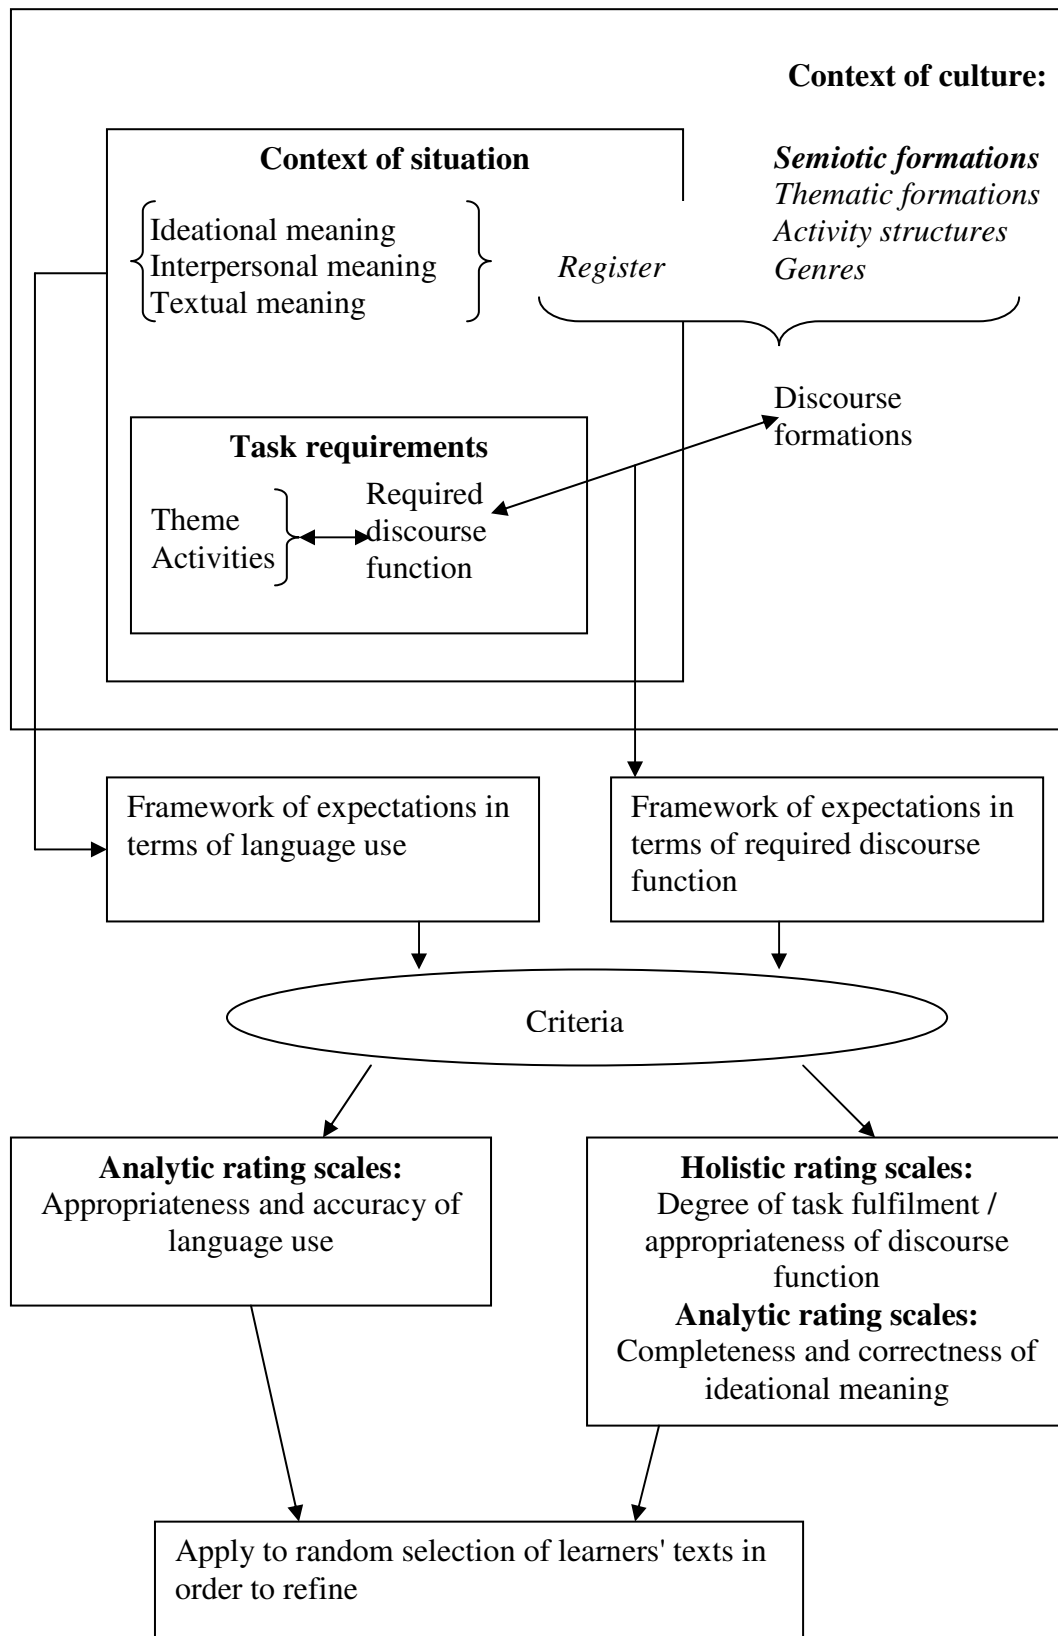 Context of culture:
Context of situation
Semiotic formations
Thematic formations
Activity structures
Genres
Ideational meaning
Interpersonal meaning
Textual meaning
Register
Discourse
formations
Task requirements
Theme
Activities
Required
discourse
function
Framework of expectations in
terms of language use
Framework of expectations in
terms of required discourse
function
Criteria
Analytic rating scales:
Appropriateness and accuracy of
language use
Holistic rating scales:
Degree of task fulfilment /
appropriateness of discourse
function
Analytic rating scales:
Completeness and correctness of
ideational meaning
Apply to random selection of learners' texts in
order to refine